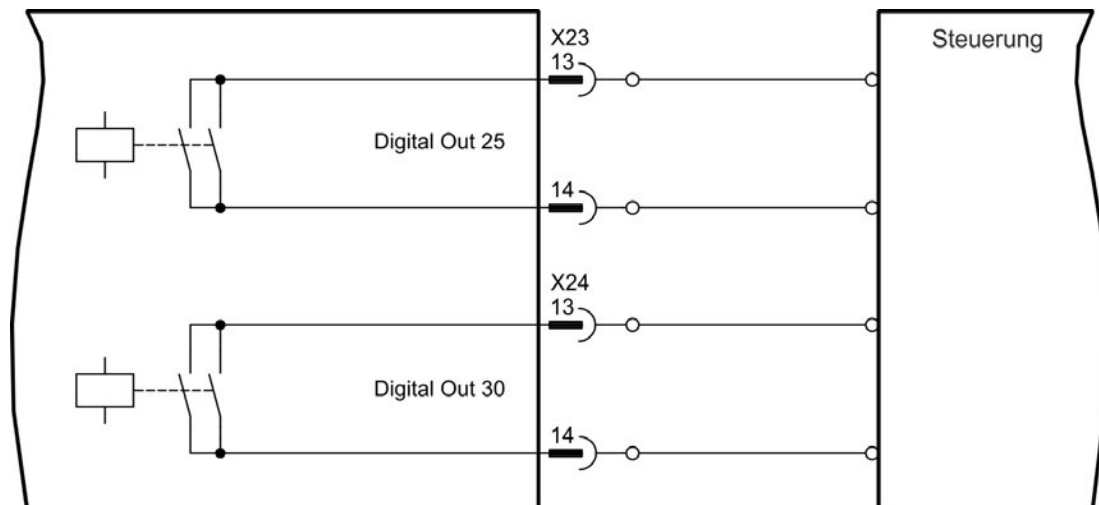 X23
13
Steuerung
Digital Out 25
14
X24
13
Digital Out 30
14